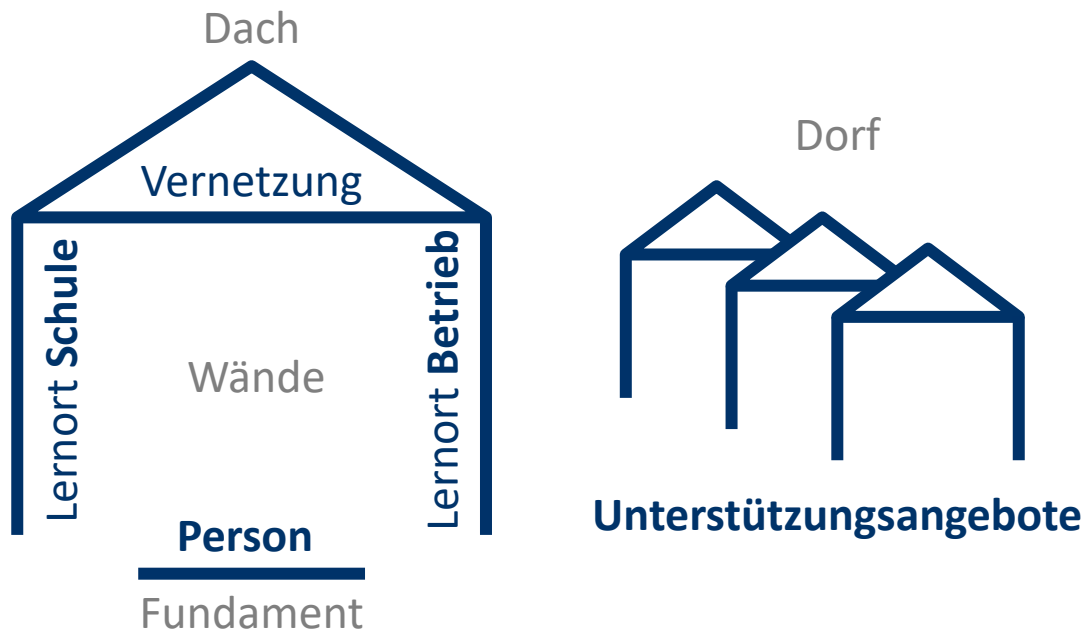 Dach
Vernetzung
Lernort Schule
Wände
Lernort Betrieb
Person
Fundament
Dorf
Unterstützungsangebote